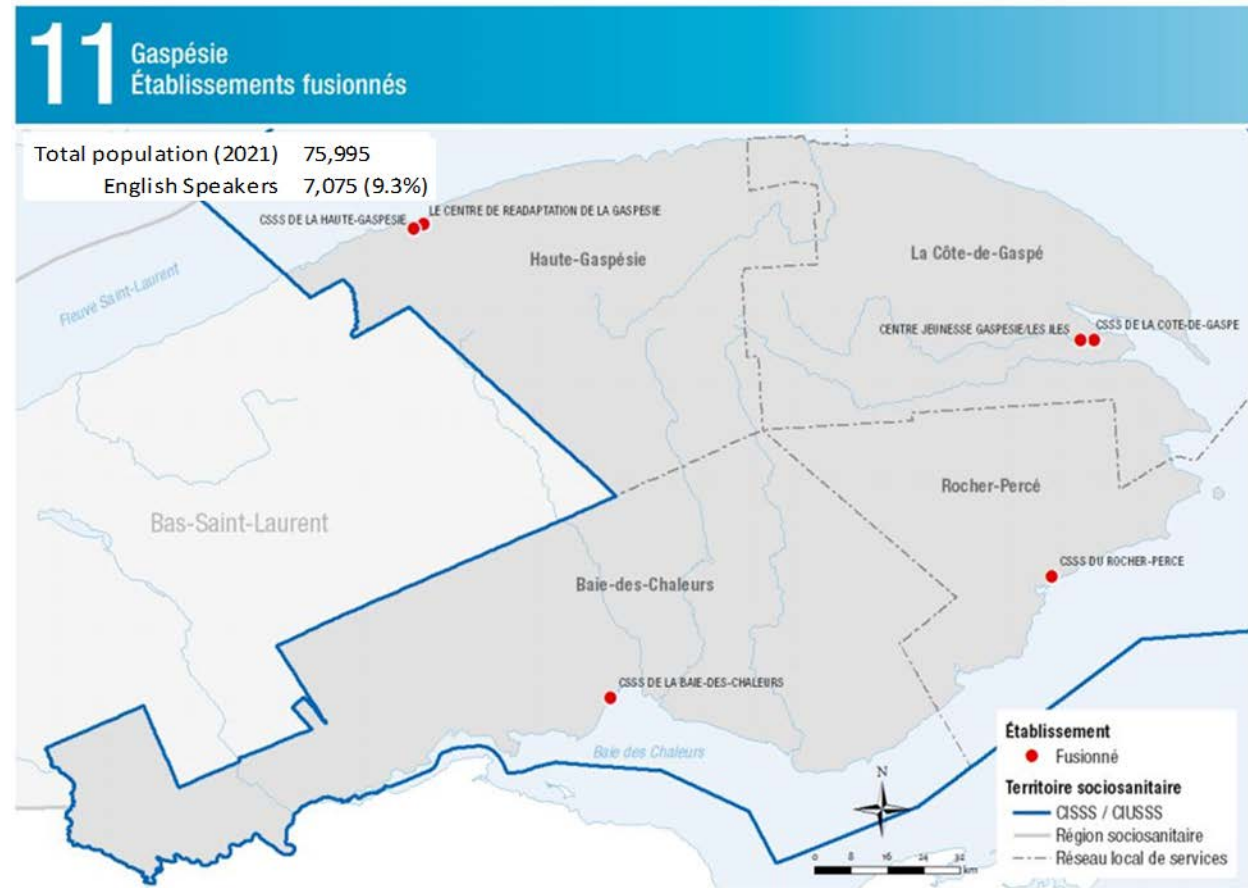 11
Gaspésie
Établissements fusionnés
Total population (2021) 75,995
English Speakers 7,075 (9.3%)
CSSS DE LA HAUTE-GASPESIE
LE CENTRE DE READAPTATION DE LA GASPESIE
Haute-Gaspésie
La Côte-de-Gaspé
Fleuve Saint-Laurent
CENTRE JEUNESSE GASPESIE/LES ILES
CSSS DE LA COTE-DE-GASPE
Rocher-Percé
Bas-Saint-Laurent
CSSS DU ROCHER-PERCE
Baie-des-Chaleurs
CSSS DE LA BAIE-DES-CHALEURS
Baie des Chaleurs
Établissement
Fusionné
Territoire sociosanitaire
CISSS / CIUSSS
Région sociosanitaire
Réseau local de services
N
0 8 16 24 32
km